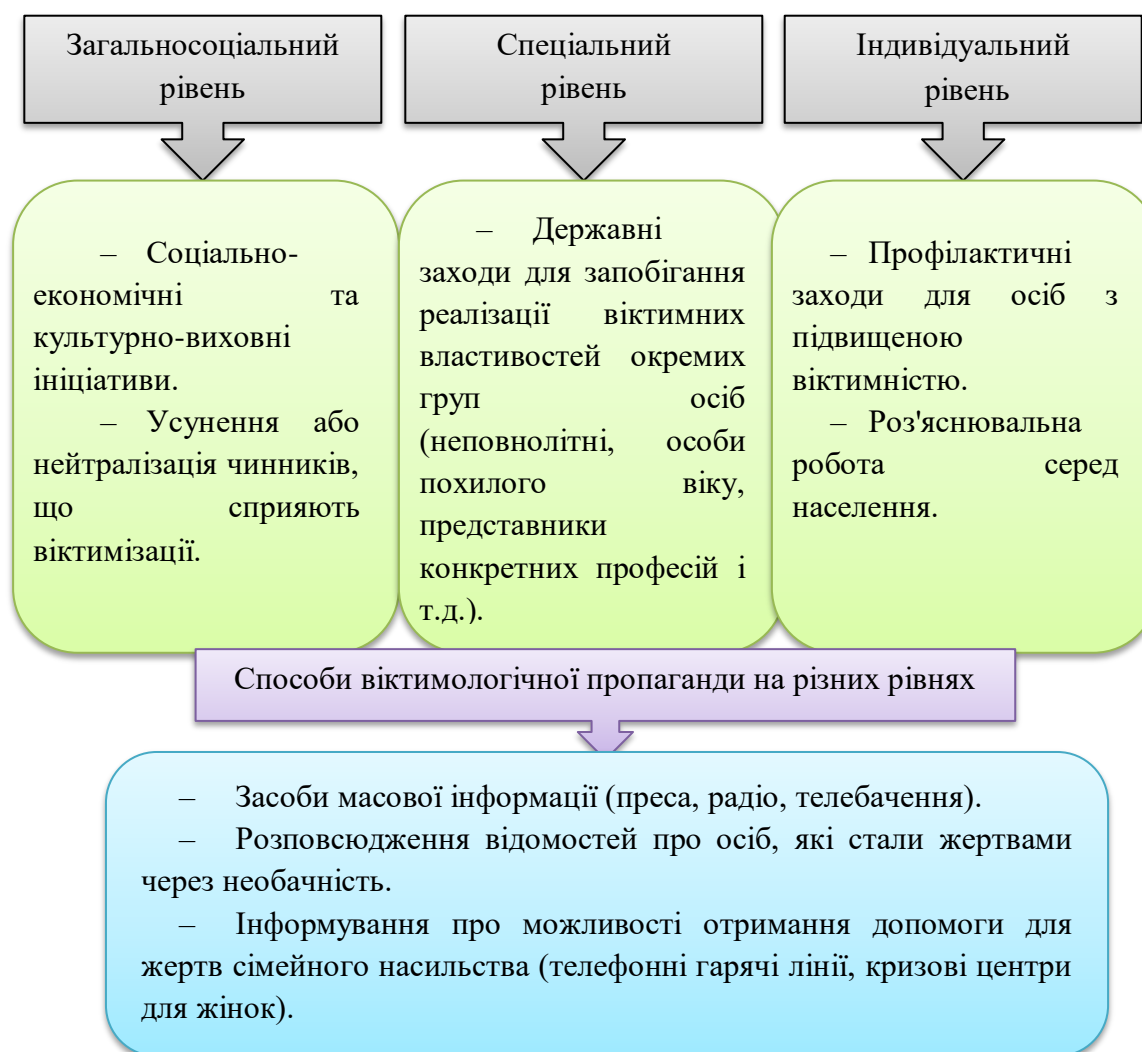 Загальносоціальний
рівень
Спеціальний
рівень
Індивідуальний
рівень
– Соціально-
економічні та
культурно-виховні
ініціативи.
– Усунення або
нейтралізація чинників,
що сприяють
віктимізації.
– Державні
заходи для запобігання
реалізації віктимних
властивостей окремих
груп осіб
(неповнолітні, особи
похилого віку,
представники
конкретних професій і
т.д.).
– Профілактичні
заходи для осіб з
підвищеною
віктимністю.
– Роз'яснювальна
робота серед
населення.
Способи віктимологічної пропаганди на різних рівнях
– Засоби масової інформації (преса, радіо, телебачення).
– Розповсюдження відомостей про осіб, які стали жертвами
через необачність.
– Інформування про можливості отримання допомоги для
жертв сімейного насильства (телефонні гарячі лінії, кризові центри
для жінок).